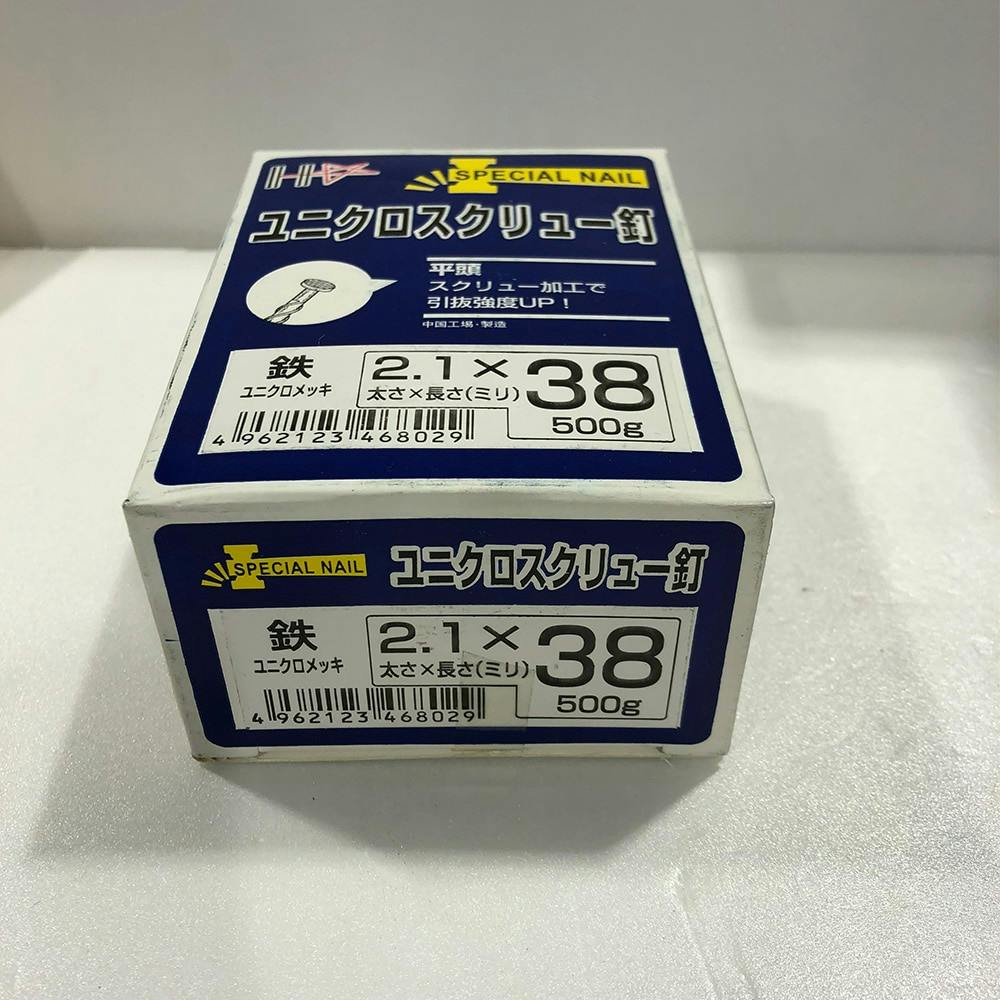 SPECIAL NAIL
ユニクロスクリュー釘
平頭
スクリュー加工で
引抜強度UP!
中国工場・製造
鉄
ユニクロメッキ
2.1×38
太さ×長さ(ミリ)
500g
4 962123 468029
SPECIAL NAIL
ユニクロスクリュー釘
鉄
ユニクロメッキ
2.1×38
太さ×長さ(ミリ)
500g
4 962123 468029